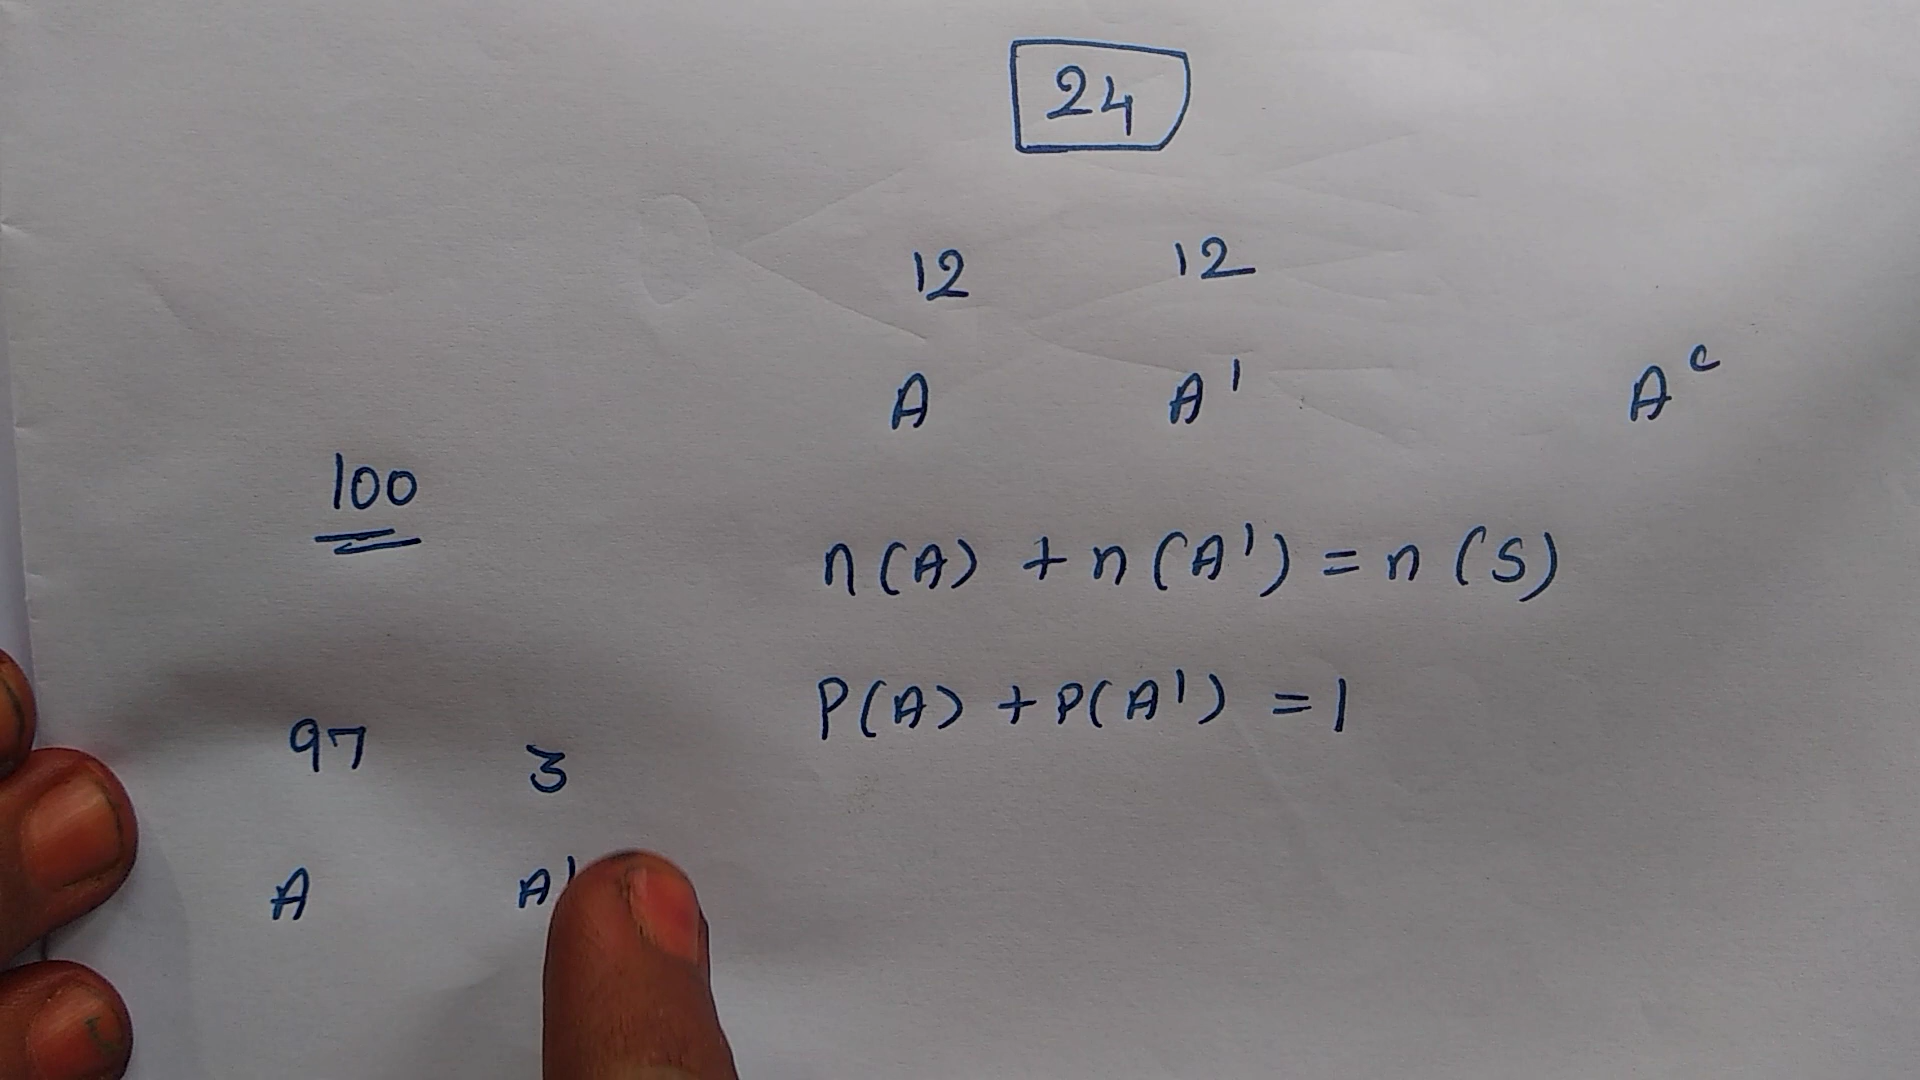 24
12 12
A A' A^c
100
n(A) + n(A') = n(S)
P(A) + P(A') = 1
97 3
A A'